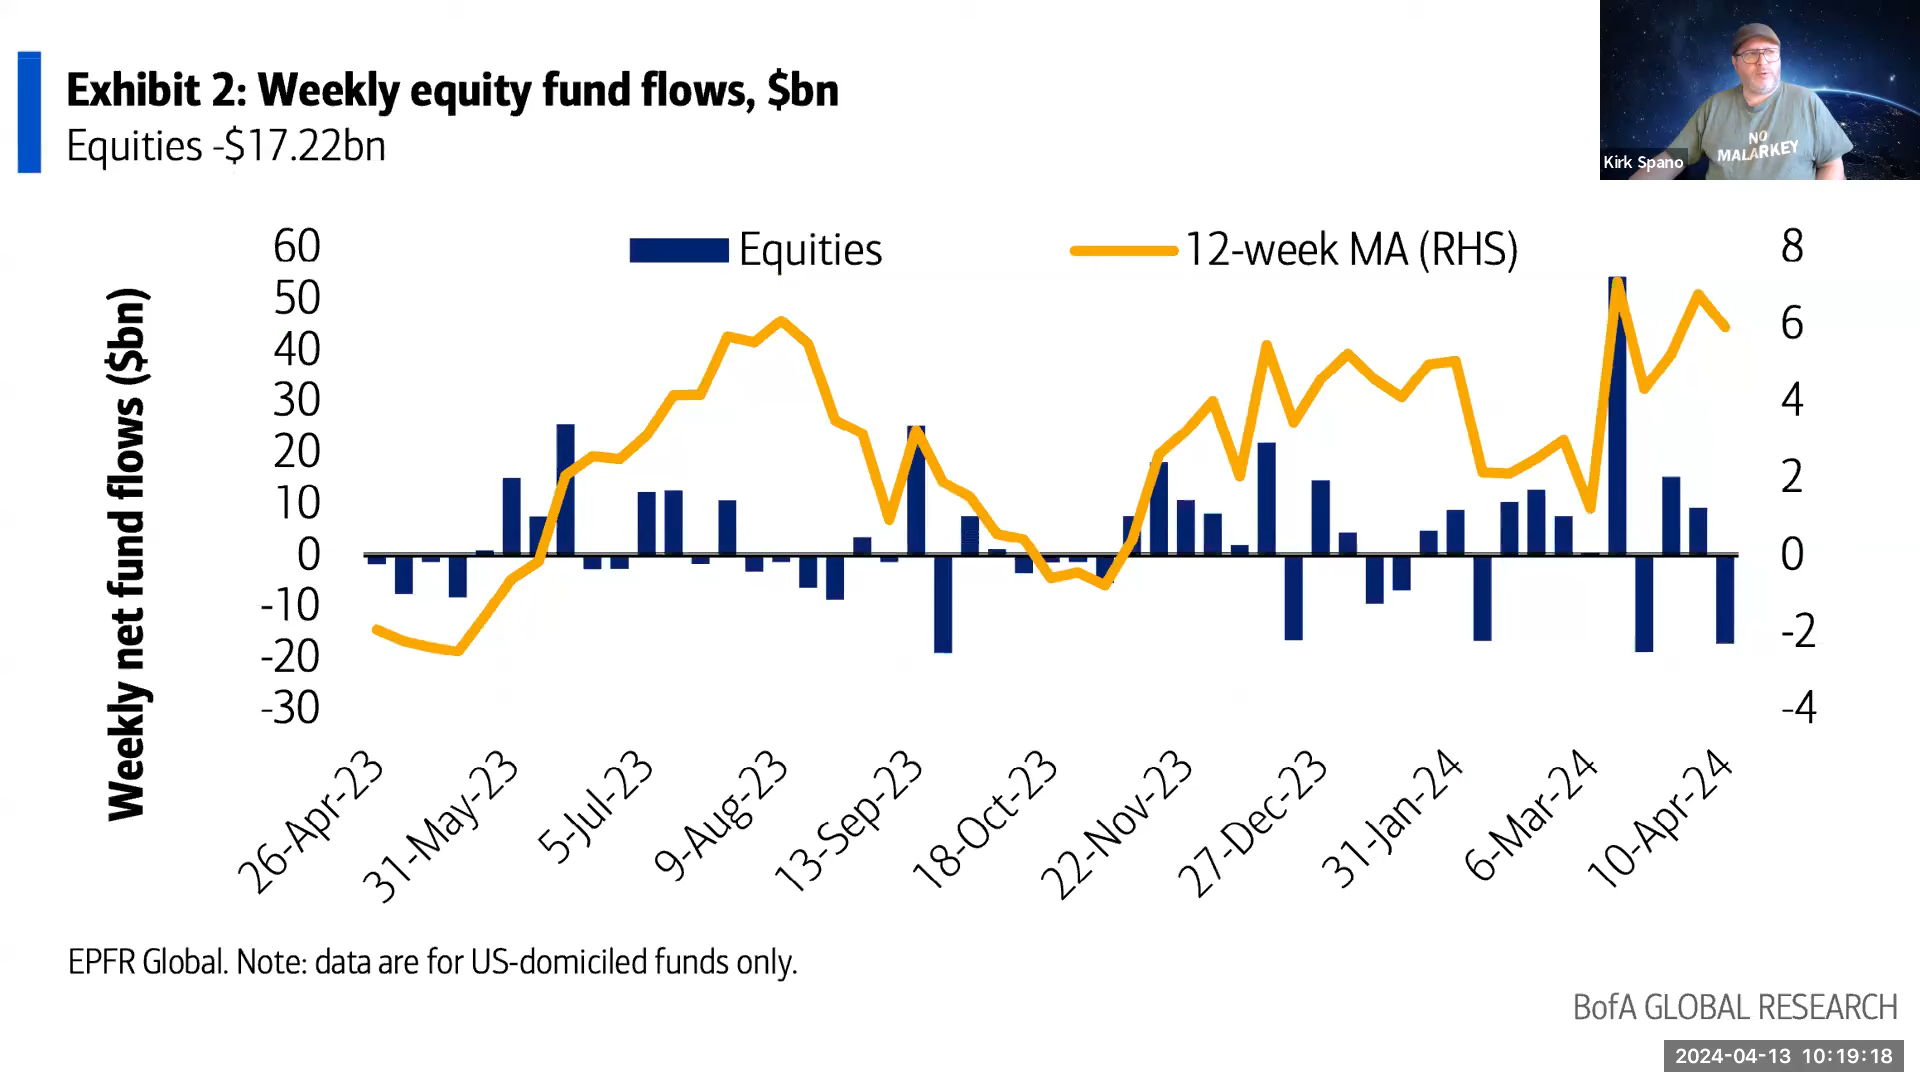 Exhibit 2: Weekly equity fund flows, $bn
Equities -$17.22bn
NO
MALARKEY
Kirk Spano
Equities
12-week MA (RHS)
Weekly net fund flows ($bn)
60
50
40
30
20
10
0
-10
-20
-30
8
6
4
2
0
-2
-4
26-Apr-23
31-May-23
5-Jul-23
9-Aug-23
13-Sep-23
18-Oct-23
22-Nov-23
27-Dec-23
31-Jan-24
6-Mar-24
10-Apr-24
EPFR Global. Note: data are for US-domiciled funds only.
BofA GLOBAL RESEARCH
2024-04-13 10:19:18